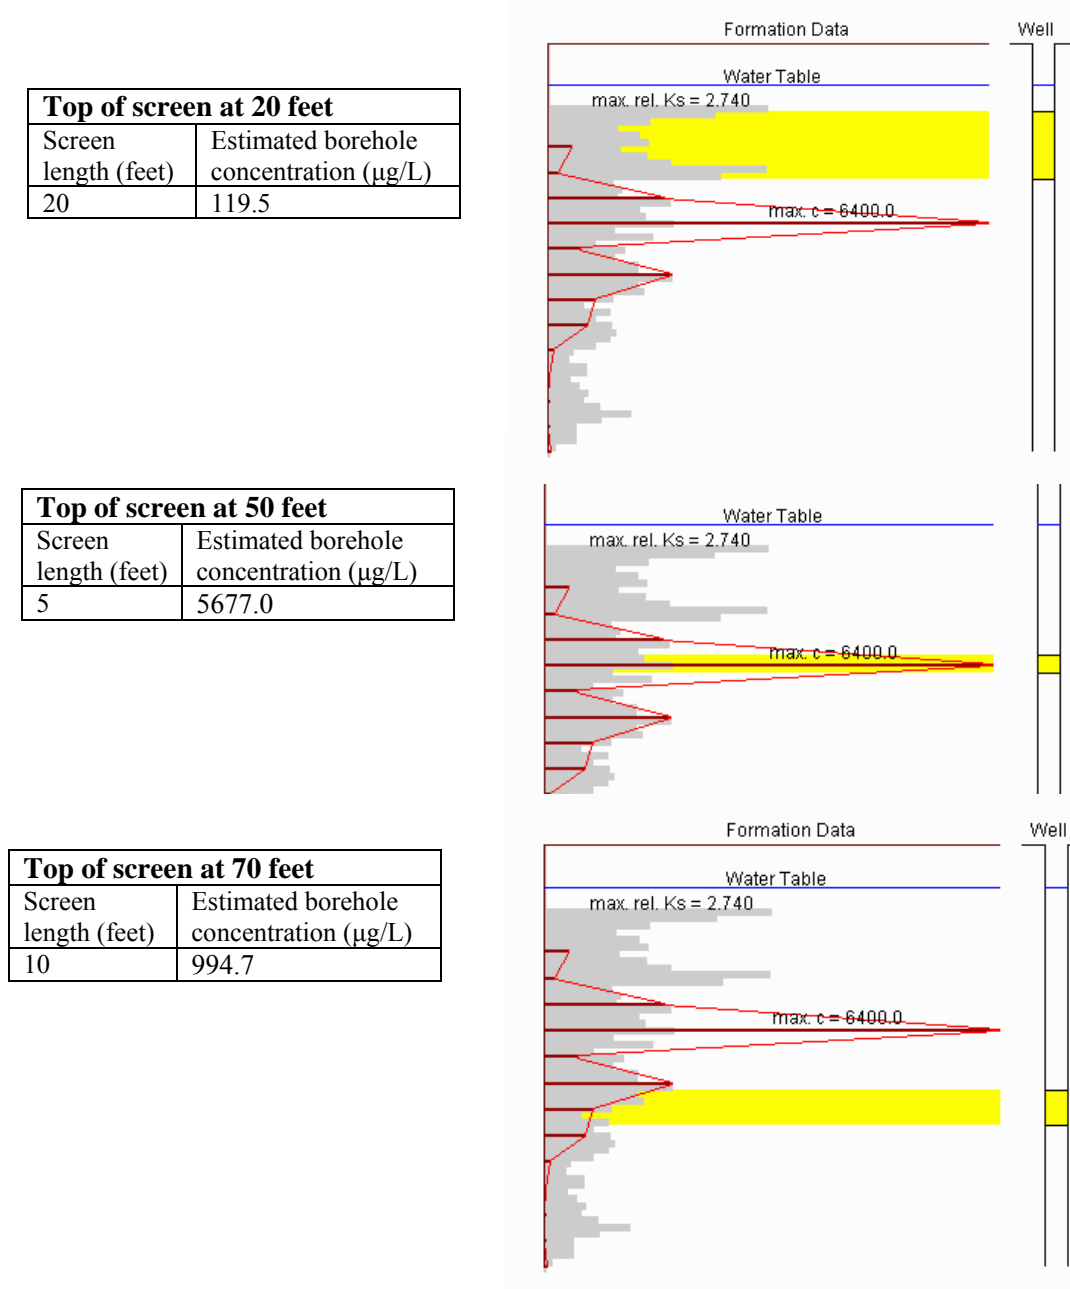 Formation Data
Well
Water Table
max. rel. Ks = 2.740
max. c = 6400.0
Top of screen at 20 feet
Screen length (feet)
Estimated borehole concentration (μg/L)
20
119.5
Water Table
max. rel. Ks = 2.740
max. c = 6400.0
Top of screen at 50 feet
Screen length (feet)
Estimated borehole concentration (μg/L)
5
5677.0
Formation Data
Well
Water Table
max. rel. Ks = 2.740
max. c = 6400.0
Top of screen at 70 feet
Screen length (feet)
Estimated borehole concentration (μg/L)
10
994.7